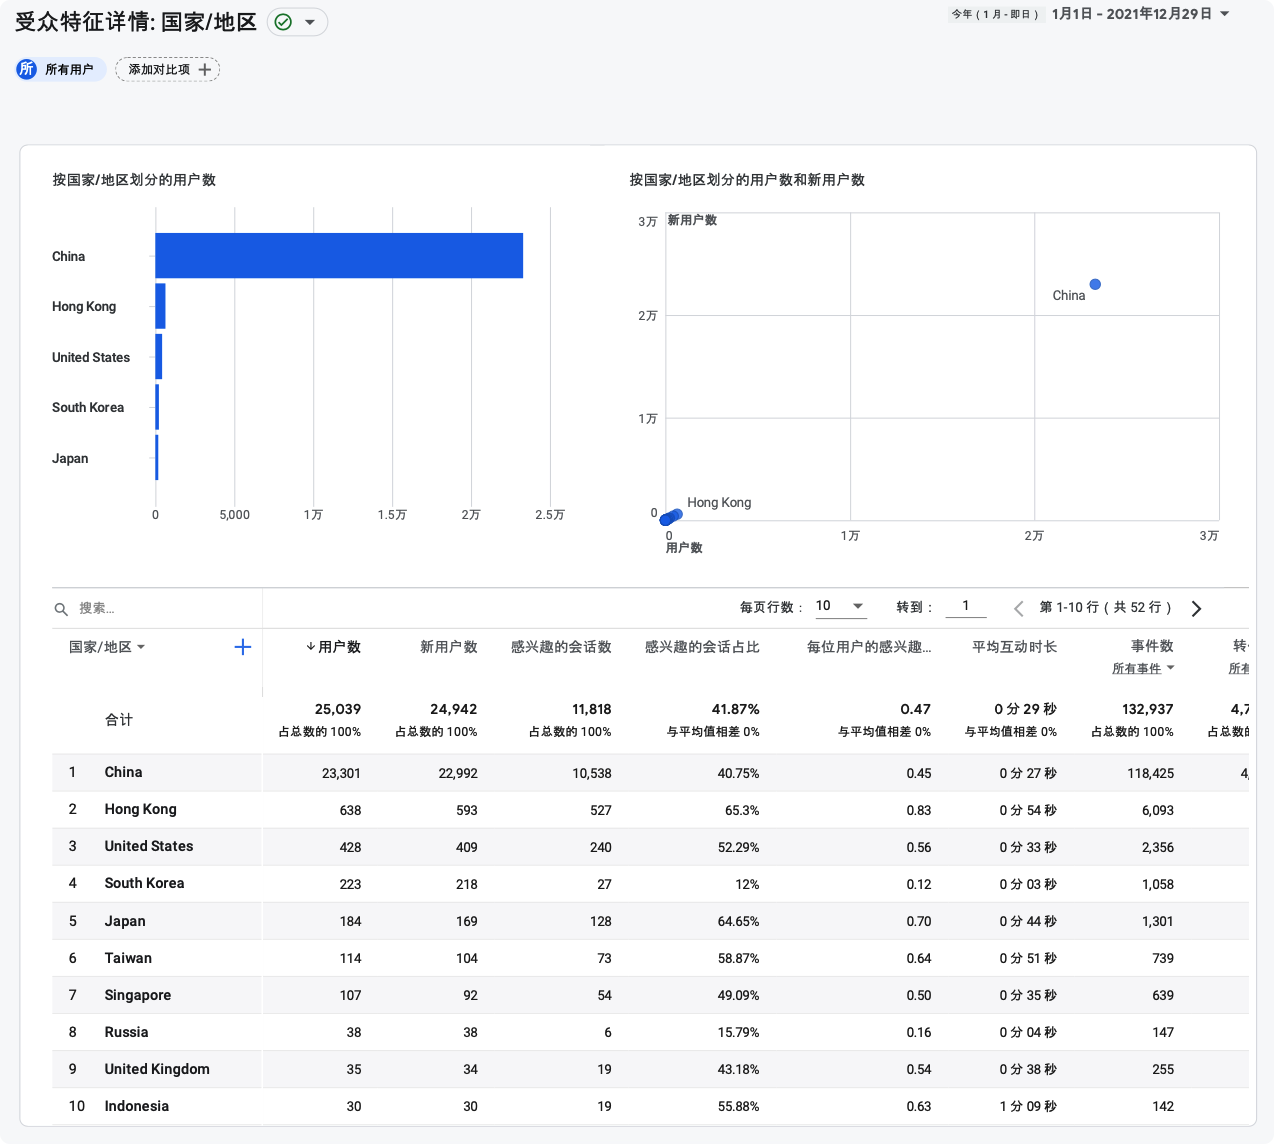 受众特征详情: 国家/地区
今年 ( 1 月 - 即日 ) 1月1日 - 2021年12月29日
所 所有用户 添加对比项
按国家/地区划分的用户数
China
Hong Kong
United States
South Korea
Japan
0 5,000 1万 1.5万 2万 2.5万
按国家/地区划分的用户数和新用户数
3万 新用户数
China
2万
1万
Hong Kong
0
0 1万 2万 3万
用户数
搜索... 每页行数： 10 转到： 1 第 1-10 行 ( 共 52 行 )
国家/地区 ↓用户数 新用户数 感兴趣的会话数 感兴趣的会话占比 每位用户的感兴趣... 平均互动时长 事件数
所有事件 所有
合计 25,039 24,942 11,818 41.87% 0.47 0 分 29 秒 132,937 4,7
占总数的 100% 占总数的 100% 占总数的 100% 与平均值相差 0% 与平均值相差 0% 与平均值相差 0% 占总数的 100% 占总数的
1 China 23,301 22,992 10,538 40.75% 0.45 0 分 27 秒 118,425 4,
2 Hong Kong 638 593 527 65.3% 0.83 0 分 54 秒 6,093
3 United States 428 409 240 52.29% 0.56 0 分 33 秒 2,356
4 South Korea 223 218 27 12% 0.12 0 分 03 秒 1,058
5 Japan 184 169 128 64.65% 0.70 0 分 44 秒 1,301
6 Taiwan 114 104 73 58.87% 0.64 0 分 51 秒 739
7 Singapore 107 92 54 49.09% 0.50 0 分 35 秒 639
8 Russia 38 38 6 15.79% 0.16 0 分 04 秒 147
9 United Kingdom 35 34 19 43.18% 0.54 0 分 38 秒 255
10 Indonesia 30 30 19 55.88% 0.63 1 分 09 秒 142